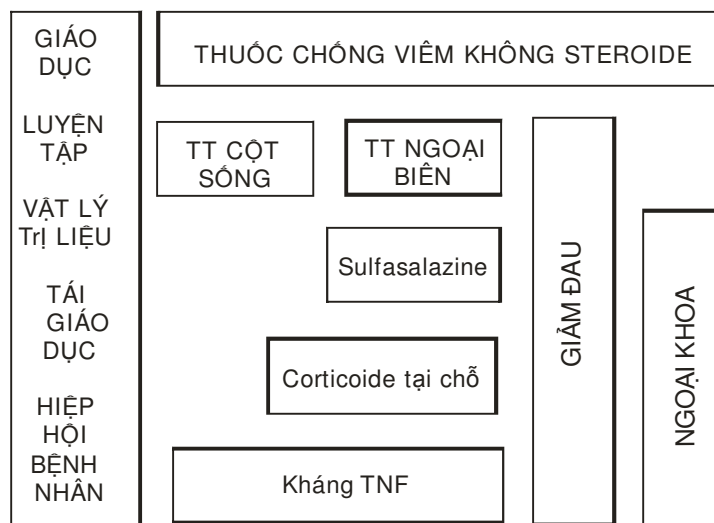 GIÁO
DỤC
LUYỆN
TẬP
VẬT LÝ
TrỊ LIỆU
TÁI
GIÁO
DỤC
HIỆP
HỘI
BỆNH
NHÂN
THUỐC CHỐNG VIÊM KHÔNG STEROIDE
TT CỘT
SỐNG
TT NGOẠI
BIÊN
Sulfasalazine
Corticoide tại chỗ
Kháng TNF
GIẢM ĐAU
NGOẠI KHOA